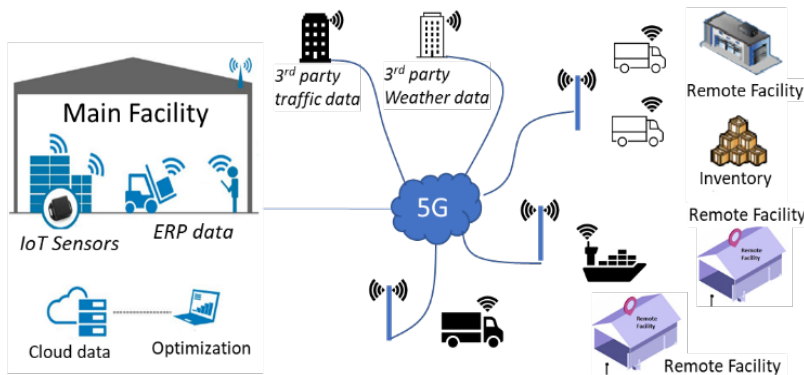 Main Facility
IoT Sensors
ERP data
Cloud data
Optimization
3rd party
traffic data
3rd party
Weather data
5G
Remote Facility
Inventory
Remote Facility
Remote
Facility
Remote
Facility
Remote Facility